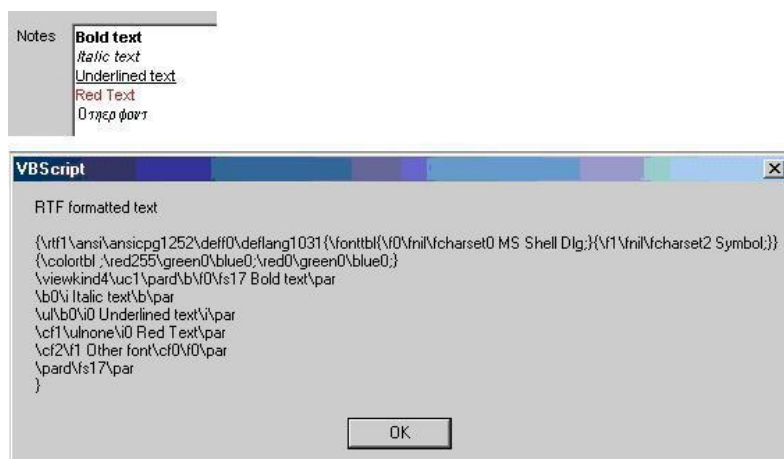 Notes
Bold text
Italic text
Underlined text
Red Text
Οτηερ φοντ
VBScript
RTF formatted text
{\rtf1\ansi\ansicpg1252\deff0\deflang1031{\fonttbl{\f0\fnil\fcharset0 MS Shell Dlg;}{\f1\fnil\fcharset2 Symbol;}}
{\colortbl ;\red255\green0\blue0;\red0\green0\blue0;}
\viewkind4\uc1\pard\b\f0\fs17 Bold text\par
\b0\i Italic text\b\par
\ul\b0\i0 Underlined text\i\par
\cf1\ulnone\i0 Red Text\par
\cf2\f1 Other font\cf0\f0\par
\pard\fs17\par
}
OK